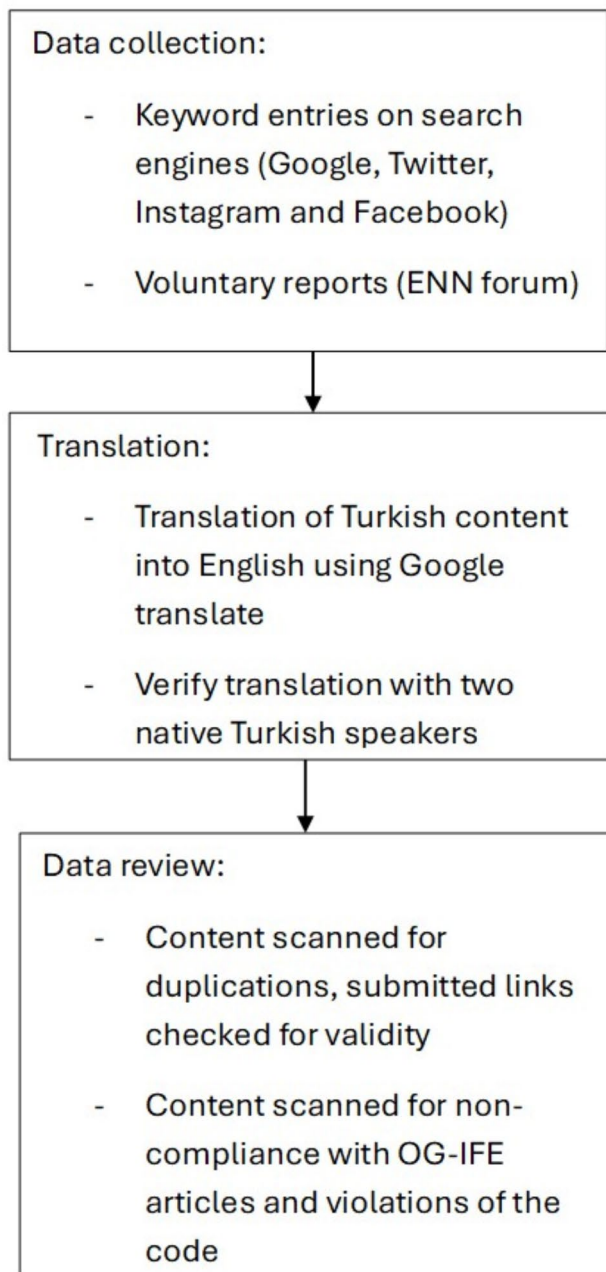 Data collection:
- Keyword entries on search
engines (Google, Twitter,
Instagram and Facebook)
- Voluntary reports (ENN forum)
Translation:
- Translation of Turkish content
into English using Google
translate
- Verify translation with two
native Turkish speakers
Data review:
- Content scanned for
duplications, submitted links
checked for validity
- Content scanned for non-
compliance with OG-IFE
articles and violations of the
code